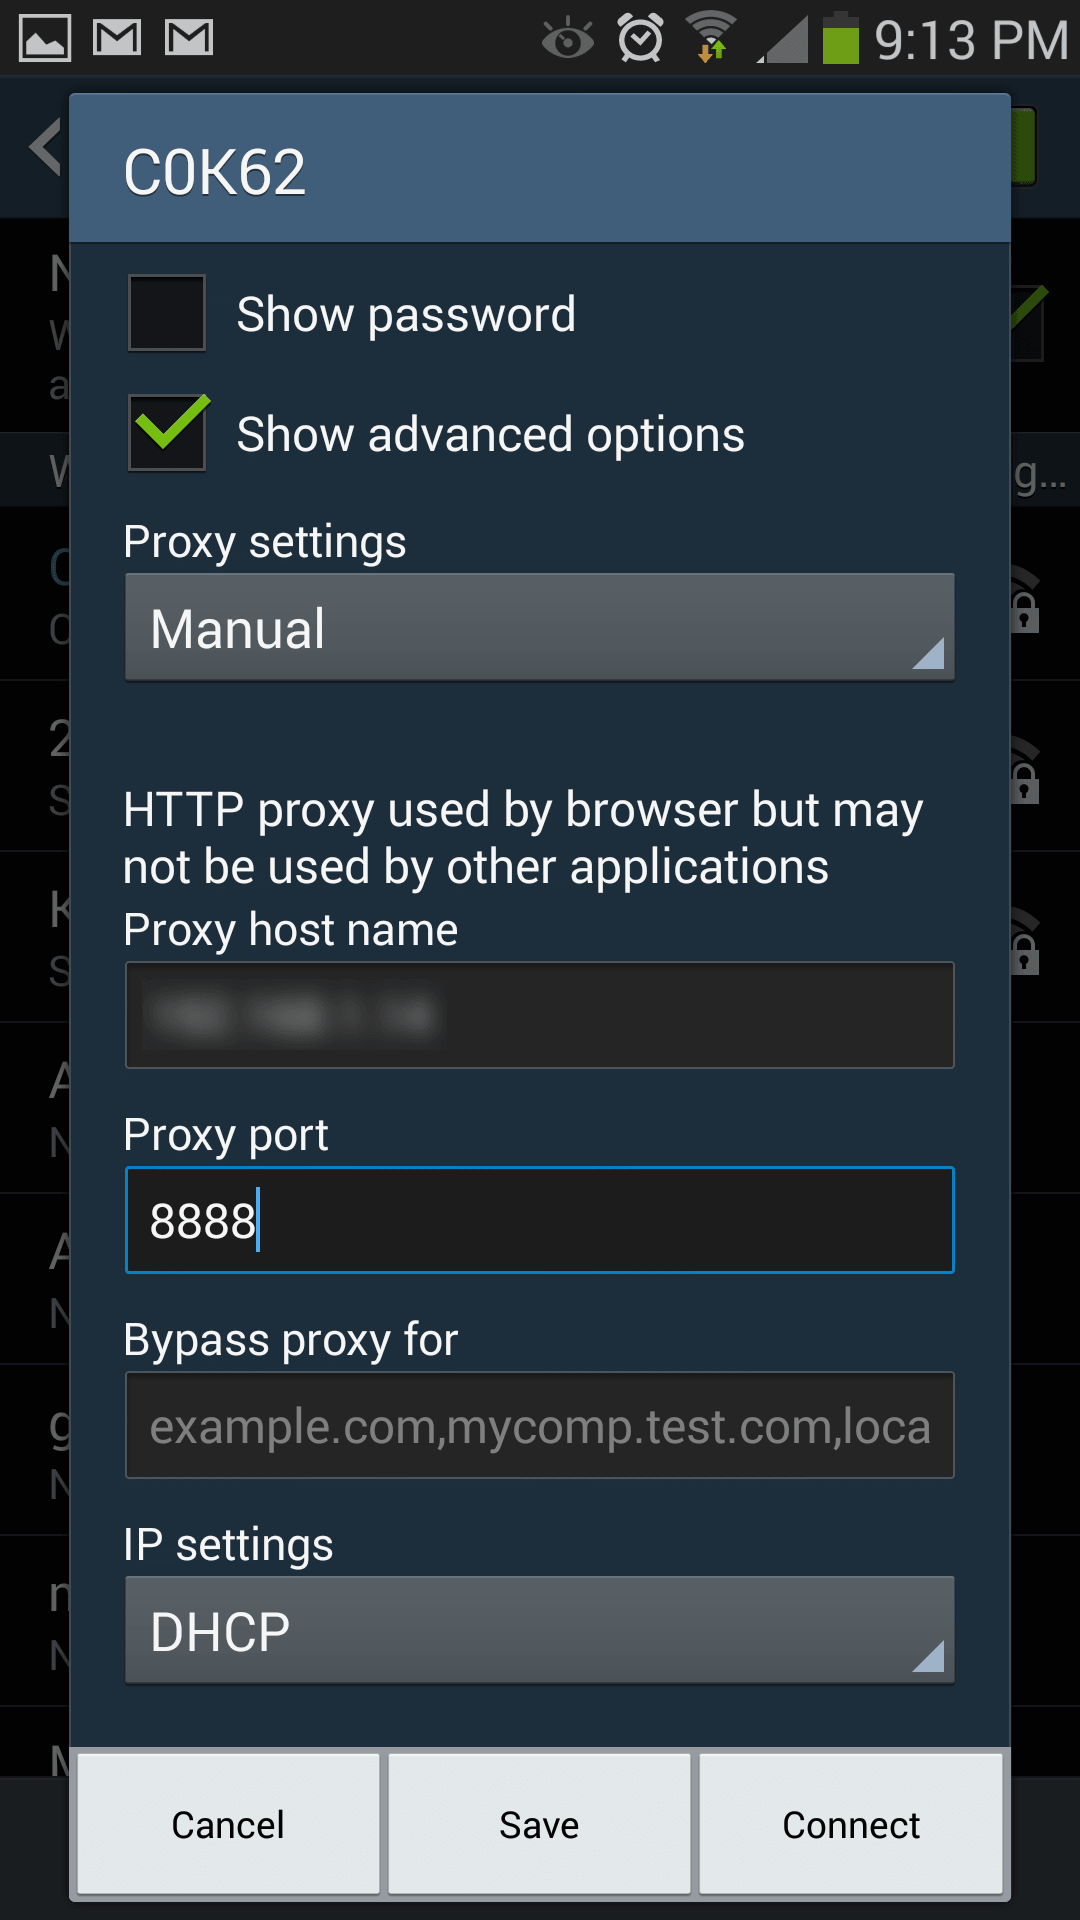 9:13 PM
C0K62
Show password
Show advanced options
g...
Proxy settings
Manual
HTTP proxy used by browser but may
not be used by other applications
Proxy host name
Proxy port
8888
Bypass proxy for
example.com,mycomp.test.com,loca
IP settings
DHCP
Cancel
Save
Connect